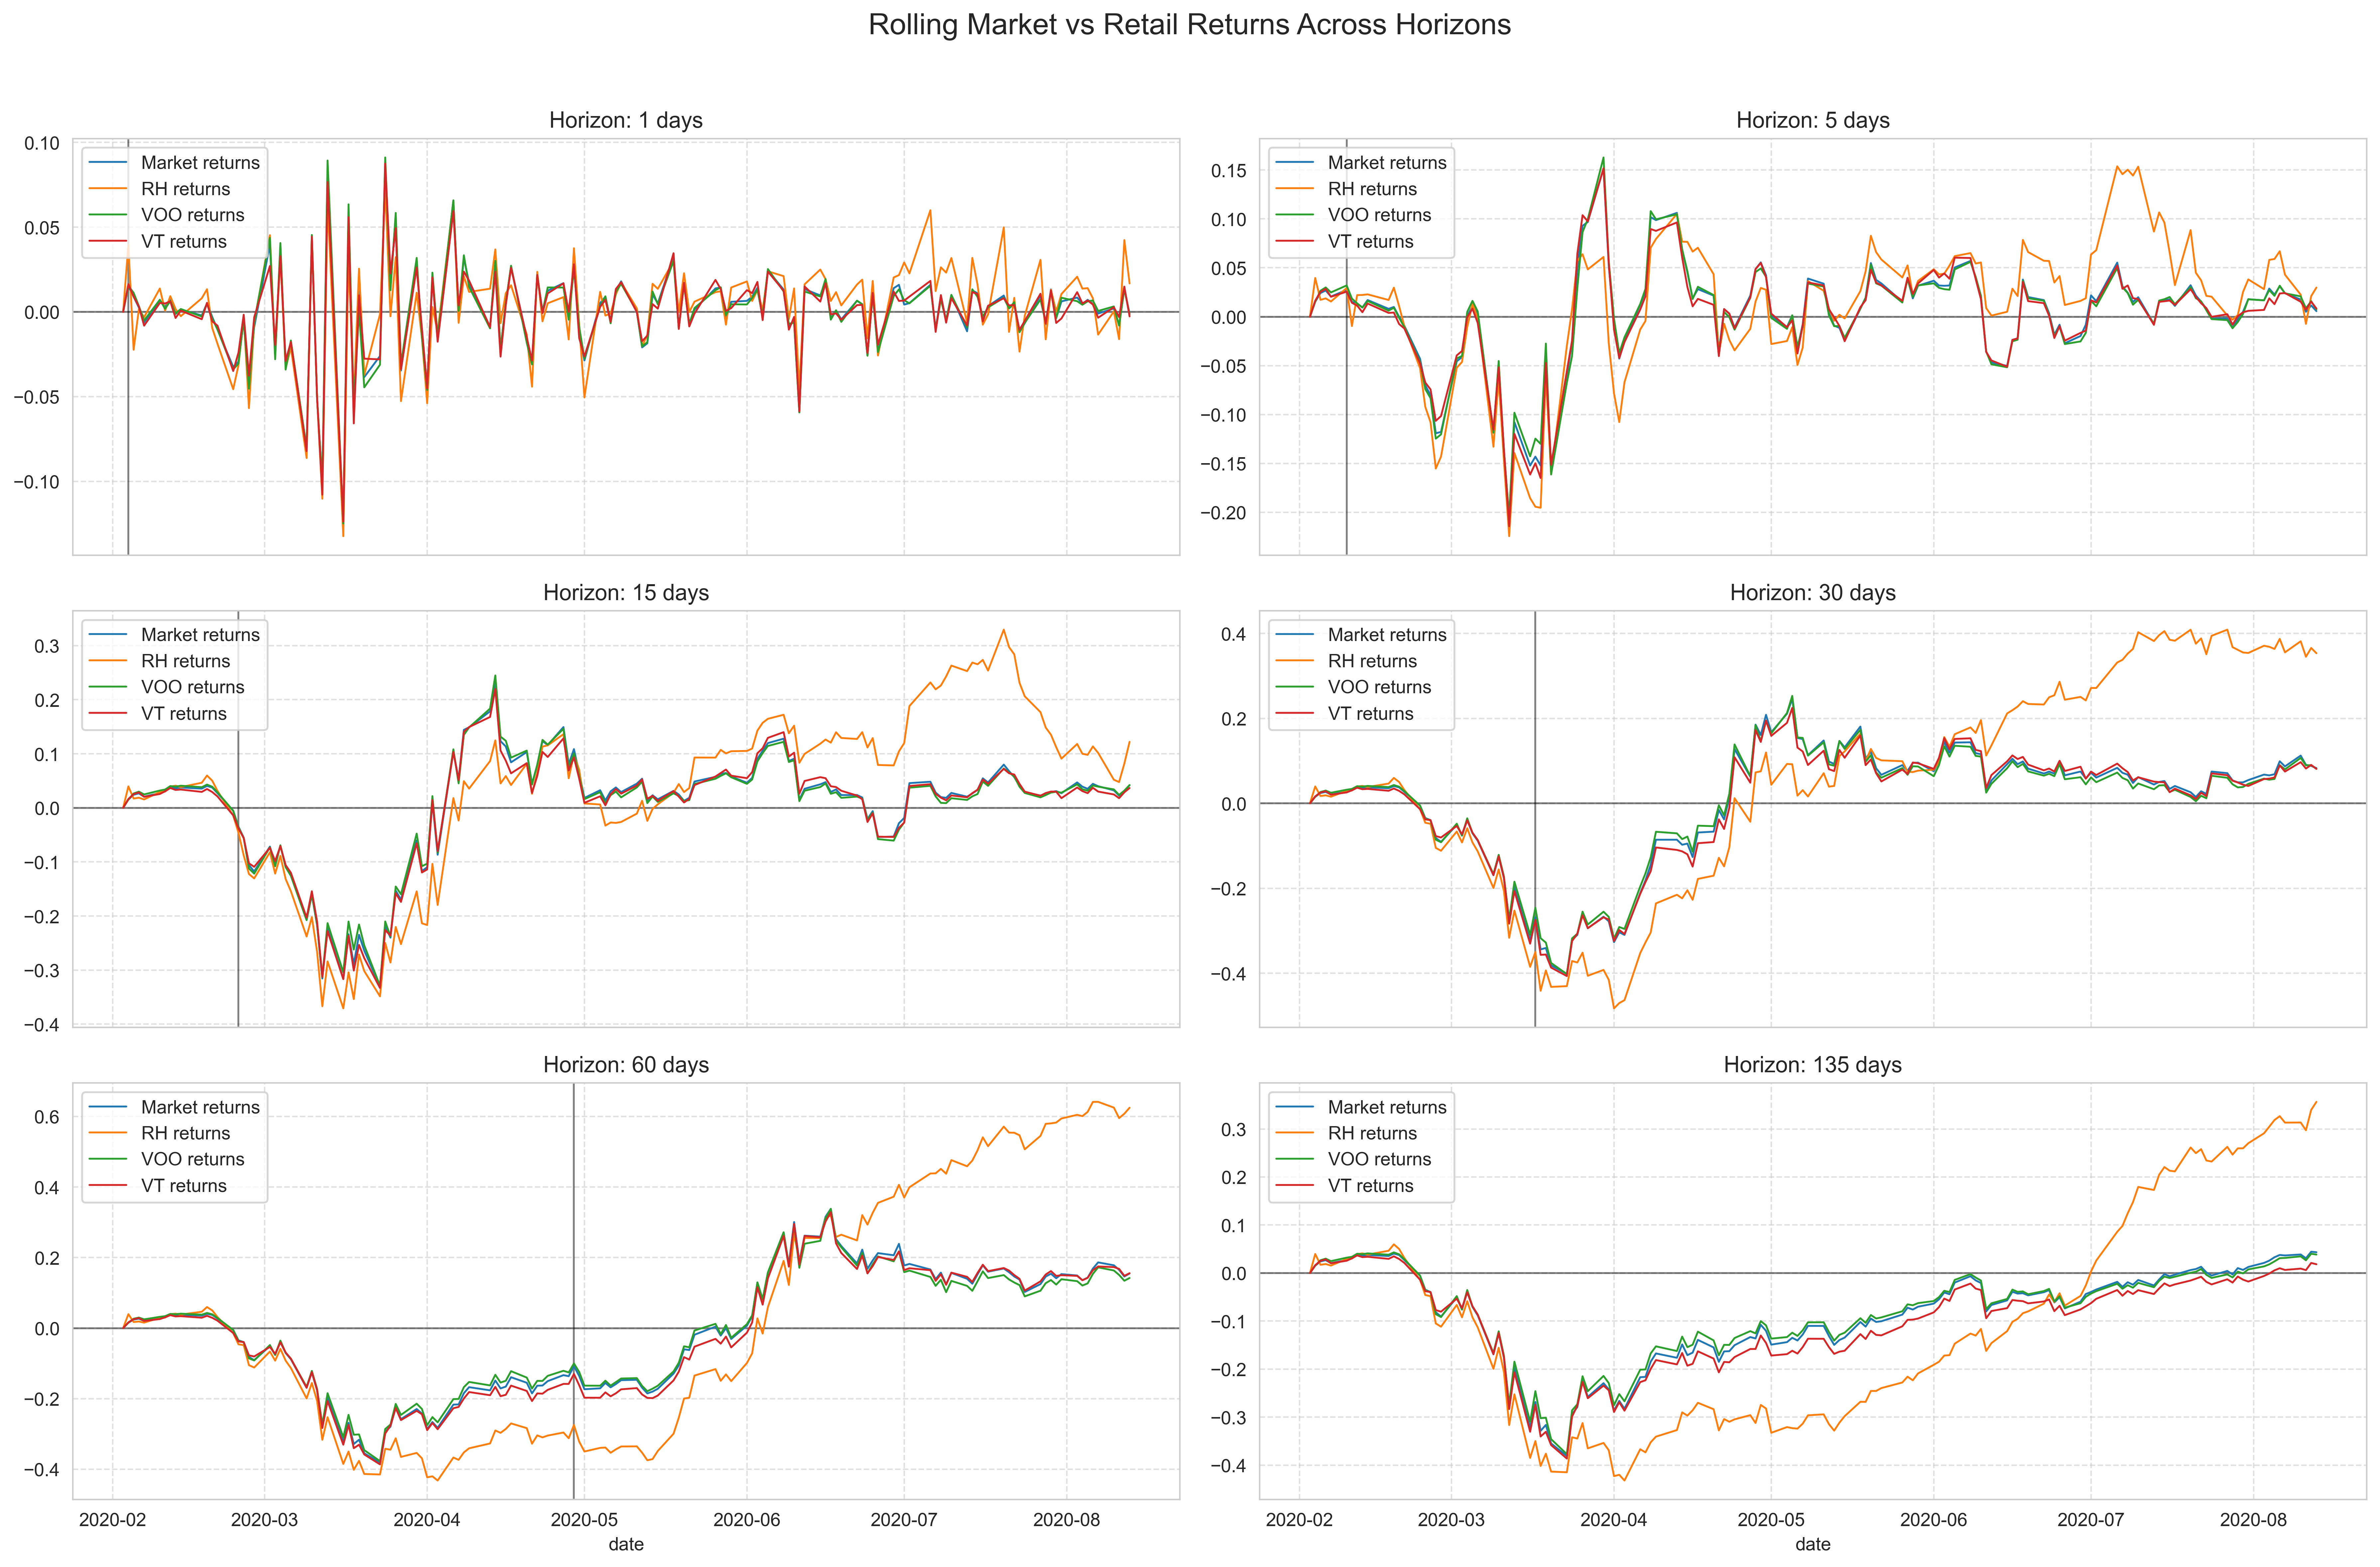 Rolling Market vs Retail Returns Across Horizons
Horizon: 1 days
0.10
0.05
0.00
−0.05
−0.10
Market returns
RH returns
VOO returns
VT returns
Horizon: 5 days
0.15
0.10
0.05
0.00
−0.05
−0.10
−0.15
−0.20
Market returns
RH returns
VOO returns
VT returns
Horizon: 15 days
0.3
0.2
0.1
0.0
−0.1
−0.2
−0.3
−0.4
Market returns
RH returns
VOO returns
VT returns
Horizon: 30 days
0.4
0.2
0.0
−0.2
−0.4
Market returns
RH returns
VOO returns
VT returns
Horizon: 60 days
0.6
0.4
0.2
0.0
−0.2
−0.4
Market returns
RH returns
VOO returns
VT returns
2020-02 2020-03 2020-04 2020-05 2020-06 2020-07 2020-08
date
Horizon: 135 days
0.3
0.2
0.1
0.0
−0.1
−0.2
−0.3
−0.4
Market returns
RH returns
VOO returns
VT returns
2020-02 2020-03 2020-04 2020-05 2020-06 2020-07 2020-08
date